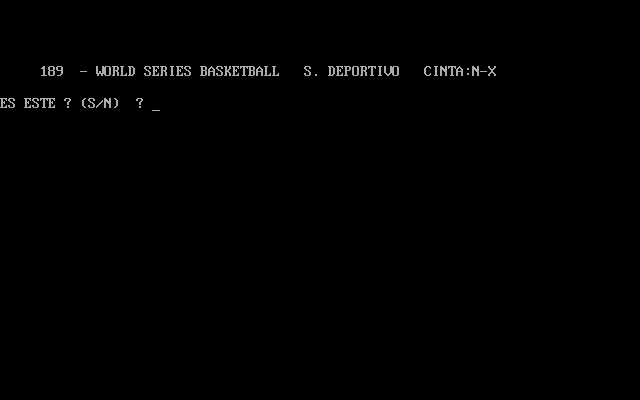 189 - WORLD SERIES BASKETBALL S. DEPORTIVO CINTA:N-X
ES ESTE ? (S/N) ? _